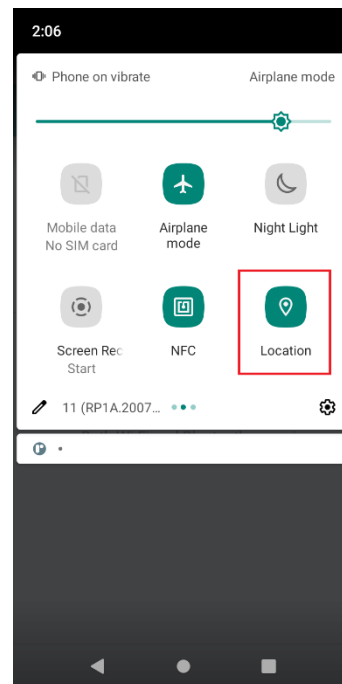 2:06
Phone on vibrate
Airplane mode
Mobile data
No SIM card
Airplane
mode
Night Light
Screen Rec
Start
NFC
Location
11 (RP1A.2007...